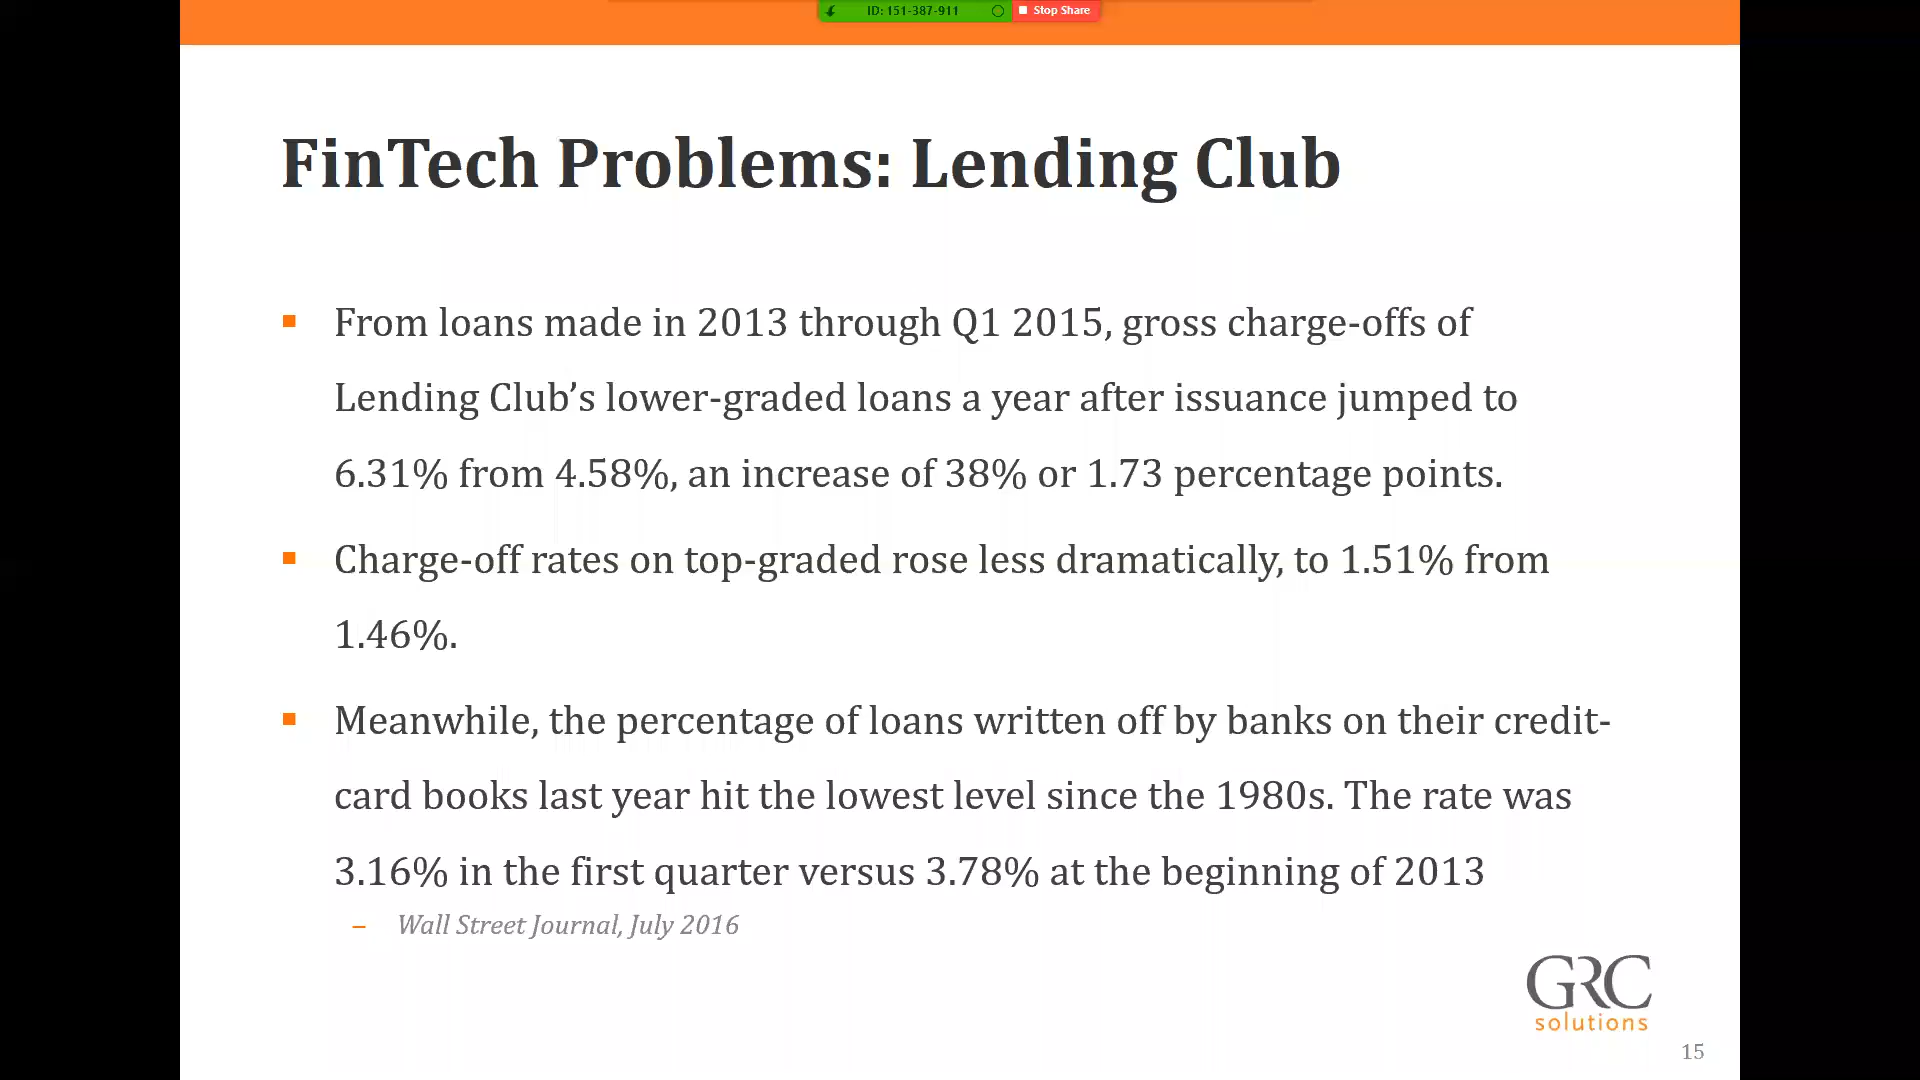 ID: 151-387-911
Stop Share
FinTech Problems: Lending Club
From loans made in 2013 through Q1 2015, gross charge-offs of
Lending Club’s lower-graded loans a year after issuance jumped to
6.31% from 4.58%, an increase of 38% or 1.73 percentage points.
Charge-off rates on top-graded rose less dramatically, to 1.51% from
1.46%.
Meanwhile, the percentage of loans written off by banks on their credit-
card books last year hit the lowest level since the 1980s. The rate was
3.16% in the first quarter versus 3.78% at the beginning of 2013
– Wall Street Journal, July 2016
GRC
solutions
15